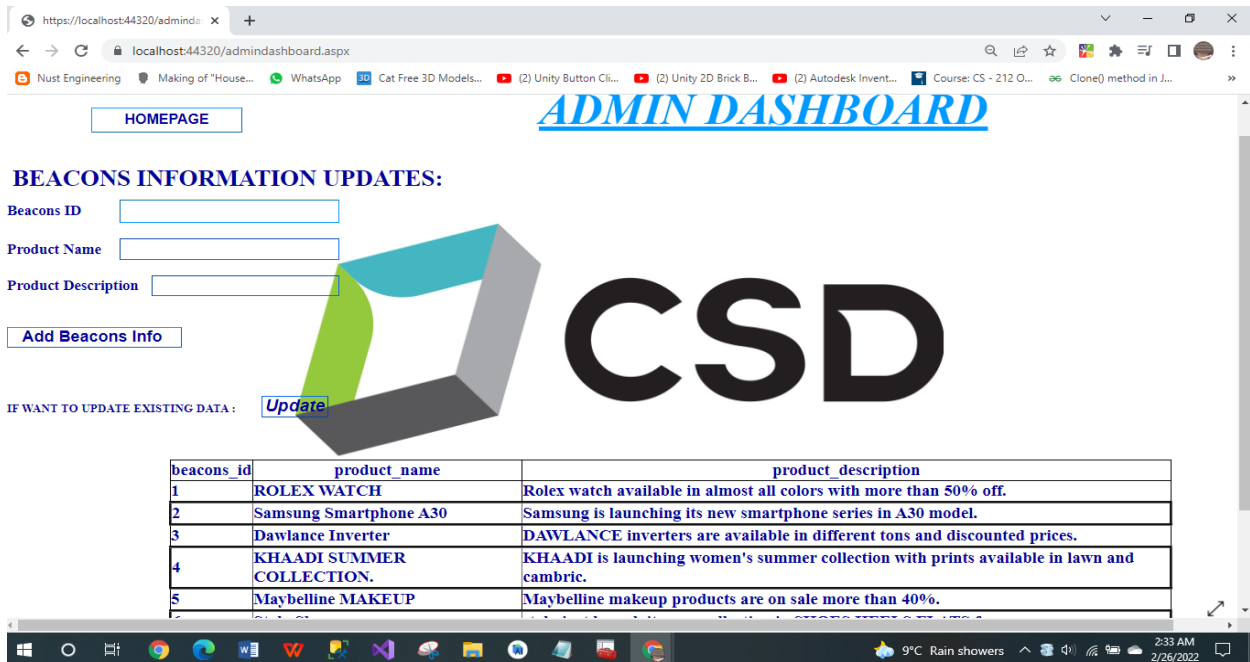 https://localhost:44320/adminda
localhost:44320/admindashboard.aspx
Nust Engineering Making of "House... WhatsApp 3D Cat Free 3D Models... (2) Unity Button Cli... (2) Unity 2D Brick B... (2) Autodesk Invent... Course: CS - 212 O... Clone() method in J... »
HOMEPAGE
ADMIN DASHBOARD
BEACONS INFORMATION UPDATES:
Beacons ID
Product Name
Product Description
Add Beacons Info
CSD
IF WANT TO UPDATE EXISTING DATA : Update
beacons_id product_name product_description
1 ROLEX WATCH Rolex watch available in almost all colors with more than 50% off.
2 Samsung Smartphone A30 Samsung is launching its new smartphone series in A30 model.
3 Dawlance Inverter DAWLANCE inverters are available in different tons and discounted prices.
4 KHAADI SUMMER COLLECTION. KHAADI is launching women's summer collection with prints available in lawn and
cambric.
5 Maybelline MAKEUP Maybelline makeup products are on sale more than 40%.
9°C Rain showers
2:33 AM
2/26/2022